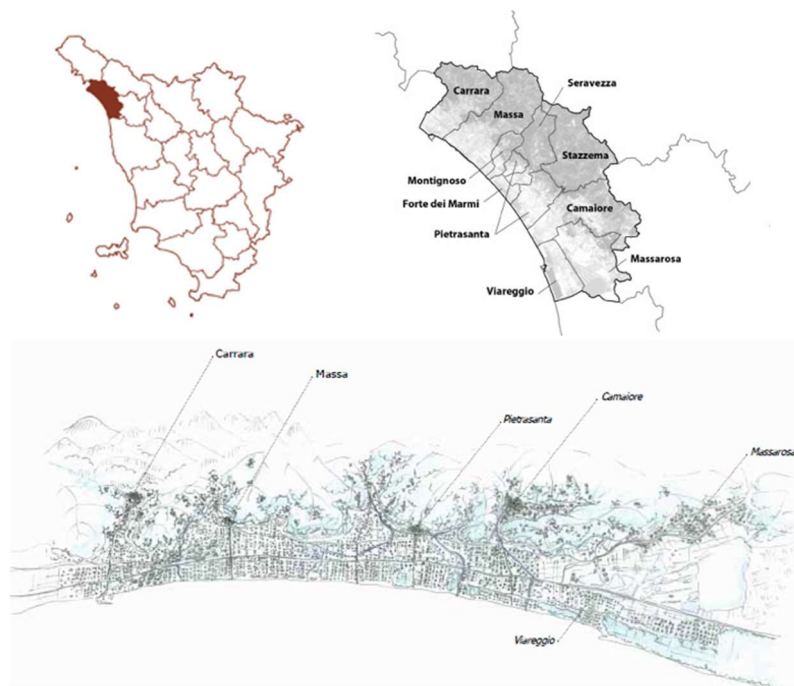 Seravezza
Carrara
Massa
Stazzema
Montignoso
Forte dei Marmi
Camaiore
Pietrasanta
Massarosa
Viareggio
Carrara
Massa
Camaiore
Pietrasanta
Massarosa
Viareggio